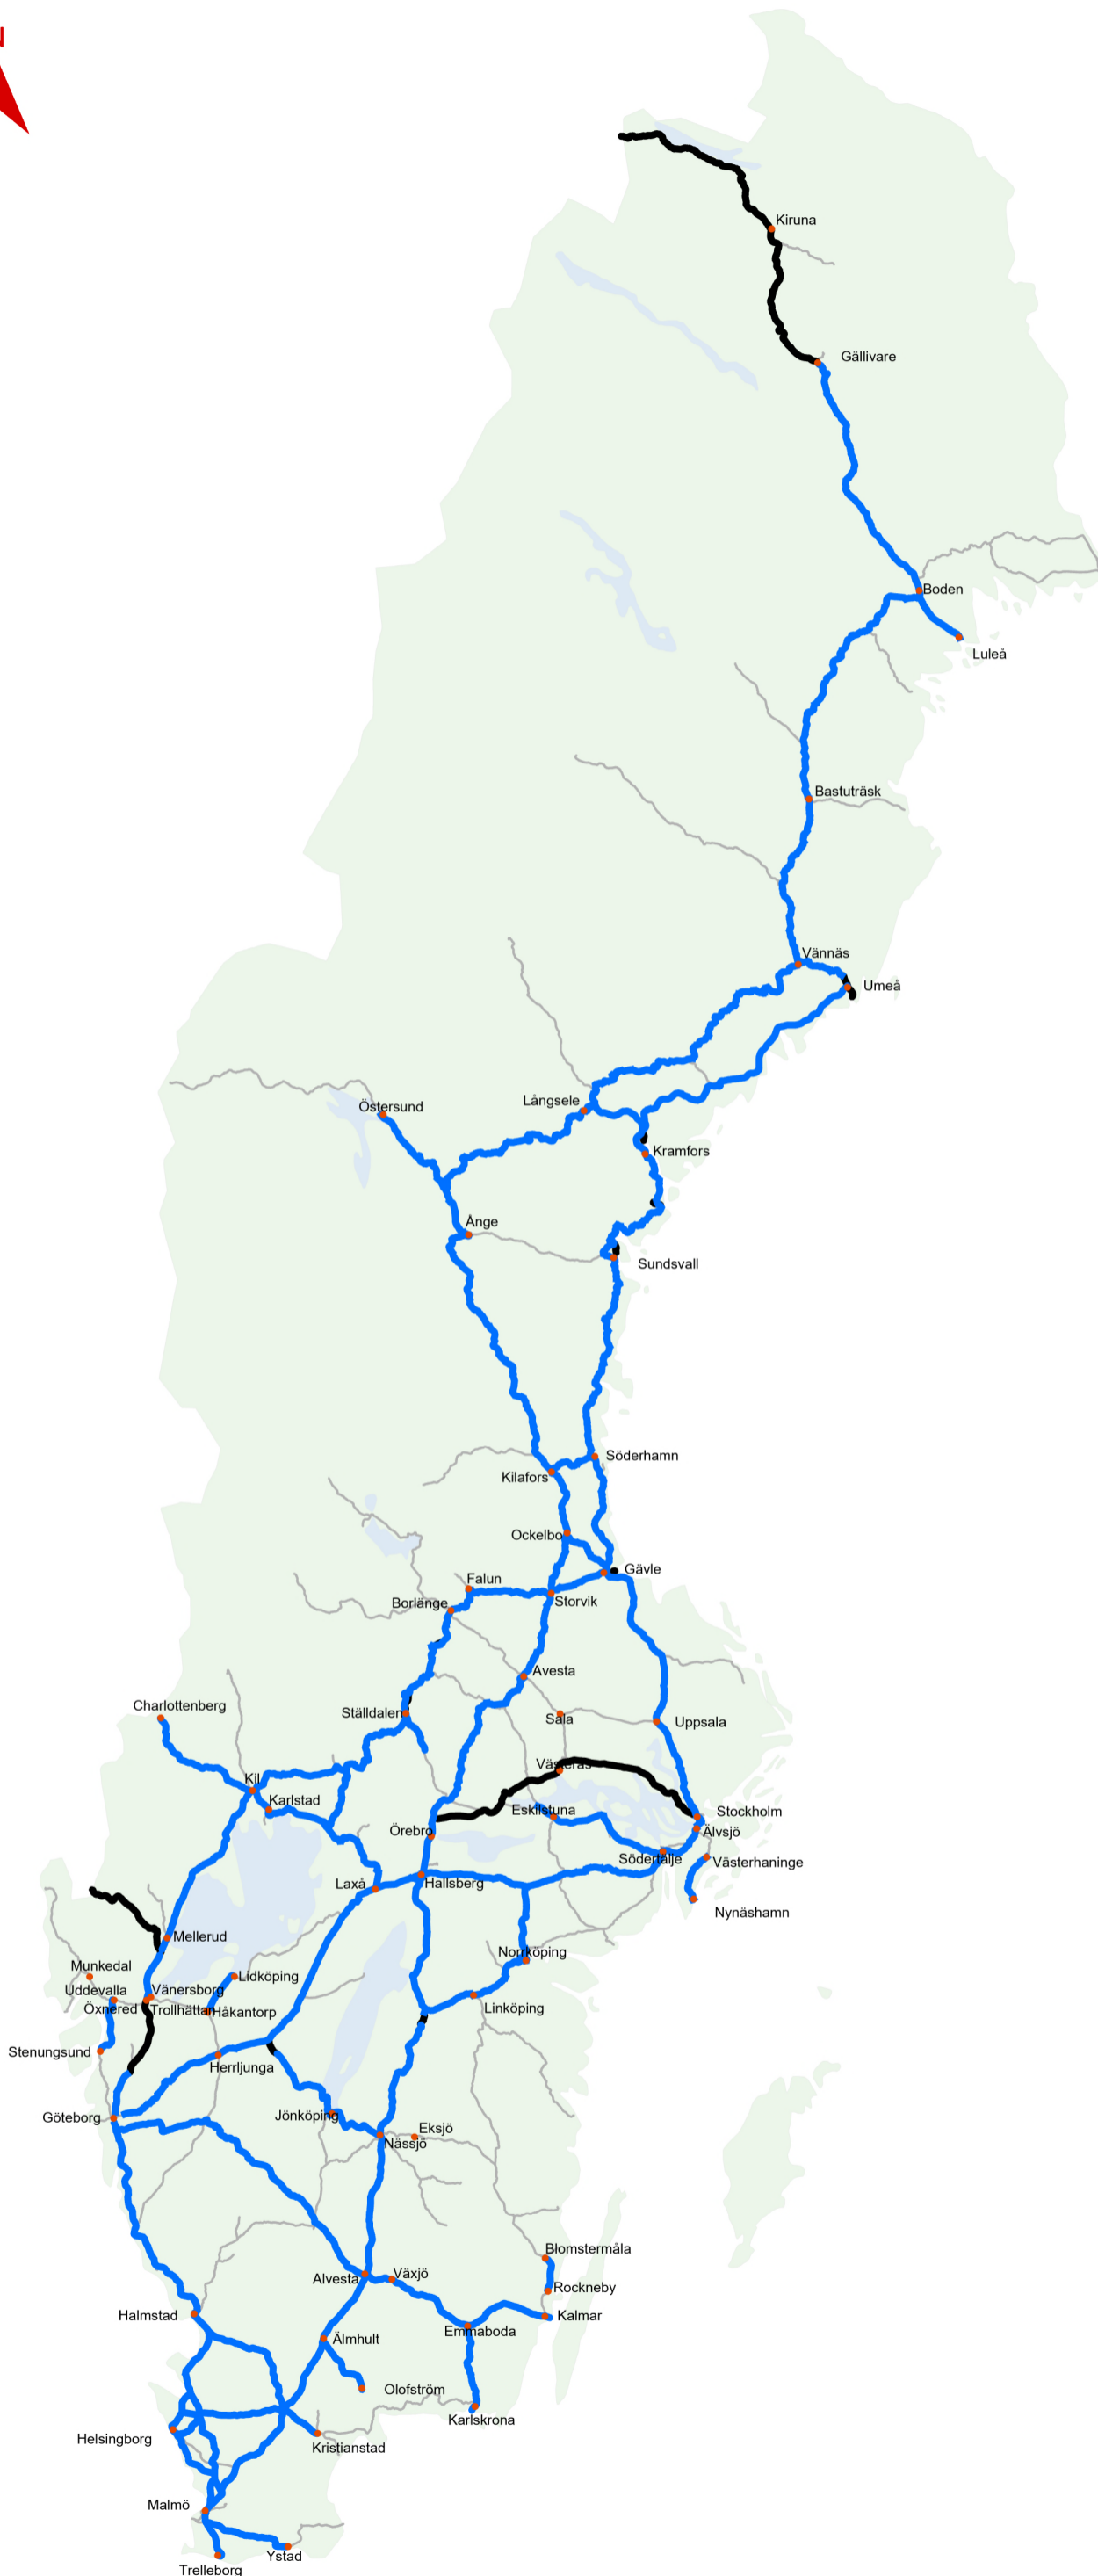 N
Kiruna
Gällivare
Boden
Luleå
Bastuträsk
Vännäs
Umeå
Långsele
Östersund
Kramfors
Ånge
Sundsvall
Söderhamn
Kilafors
Ockelbo
Gävle
Falun
Storvik
Borlänge
Avesta
Charlottenberg
Ställdalen
Sala
Uppsala
Västerås
Kil
Karlstad
Eskilstuna
Stockholm
Örebro
Älvsjö
Södertälje
Västerhaninge
Laxå
Hallsberg
Nynäshamn
Mellerud
Norrköping
Munkedal
Lidköping
Uddevalla
Vänersborg
Öxnered
Trollhättan
Håkantorp
Linköping
Stenungsund
Herrljunga
Göteborg
Jönköping
Eksjö
Nässjö
Blomstermåla
Alvesta
Växjö
Rockneby
Halmstad
Kalmar
Emmaboda
Älmhult
Olofström
Karlskrona
Helsingborg
Kristianstad
Malmö
Ystad
Trelleborg